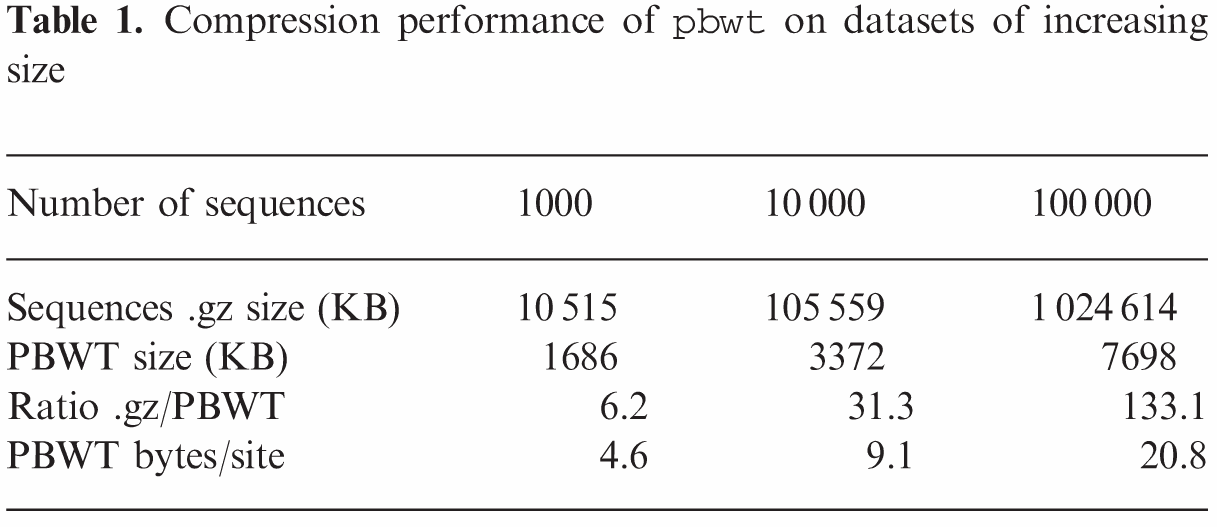 Table 1. Compression performance of pbwt on datasets of increasing
size
Number of sequences 1000 10 000 100 000
Sequences .gz size (KB) 10 515 105 559 1 024 614
PBWT size (KB) 1686 3372 7698
Ratio .gz/PBWT 6.2 31.3 133.1
PBWT bytes/site 4.6 9.1 20.8